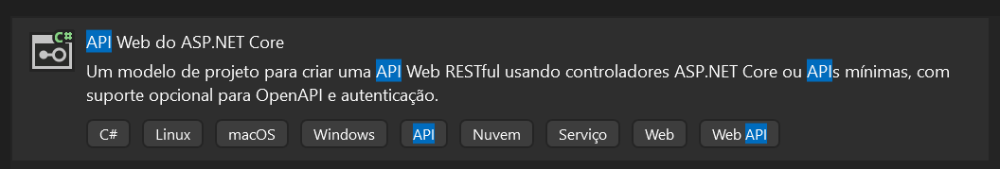 C#
API Web do ASP.NET Core
Um modelo de projeto para criar uma API Web RESTful usando controladores ASP.NET Core ou APIs mínimas, com
suporte opcional para OpenAPI e autenticação.
C# Linux macOS Windows API Nuvem Serviço Web Web API